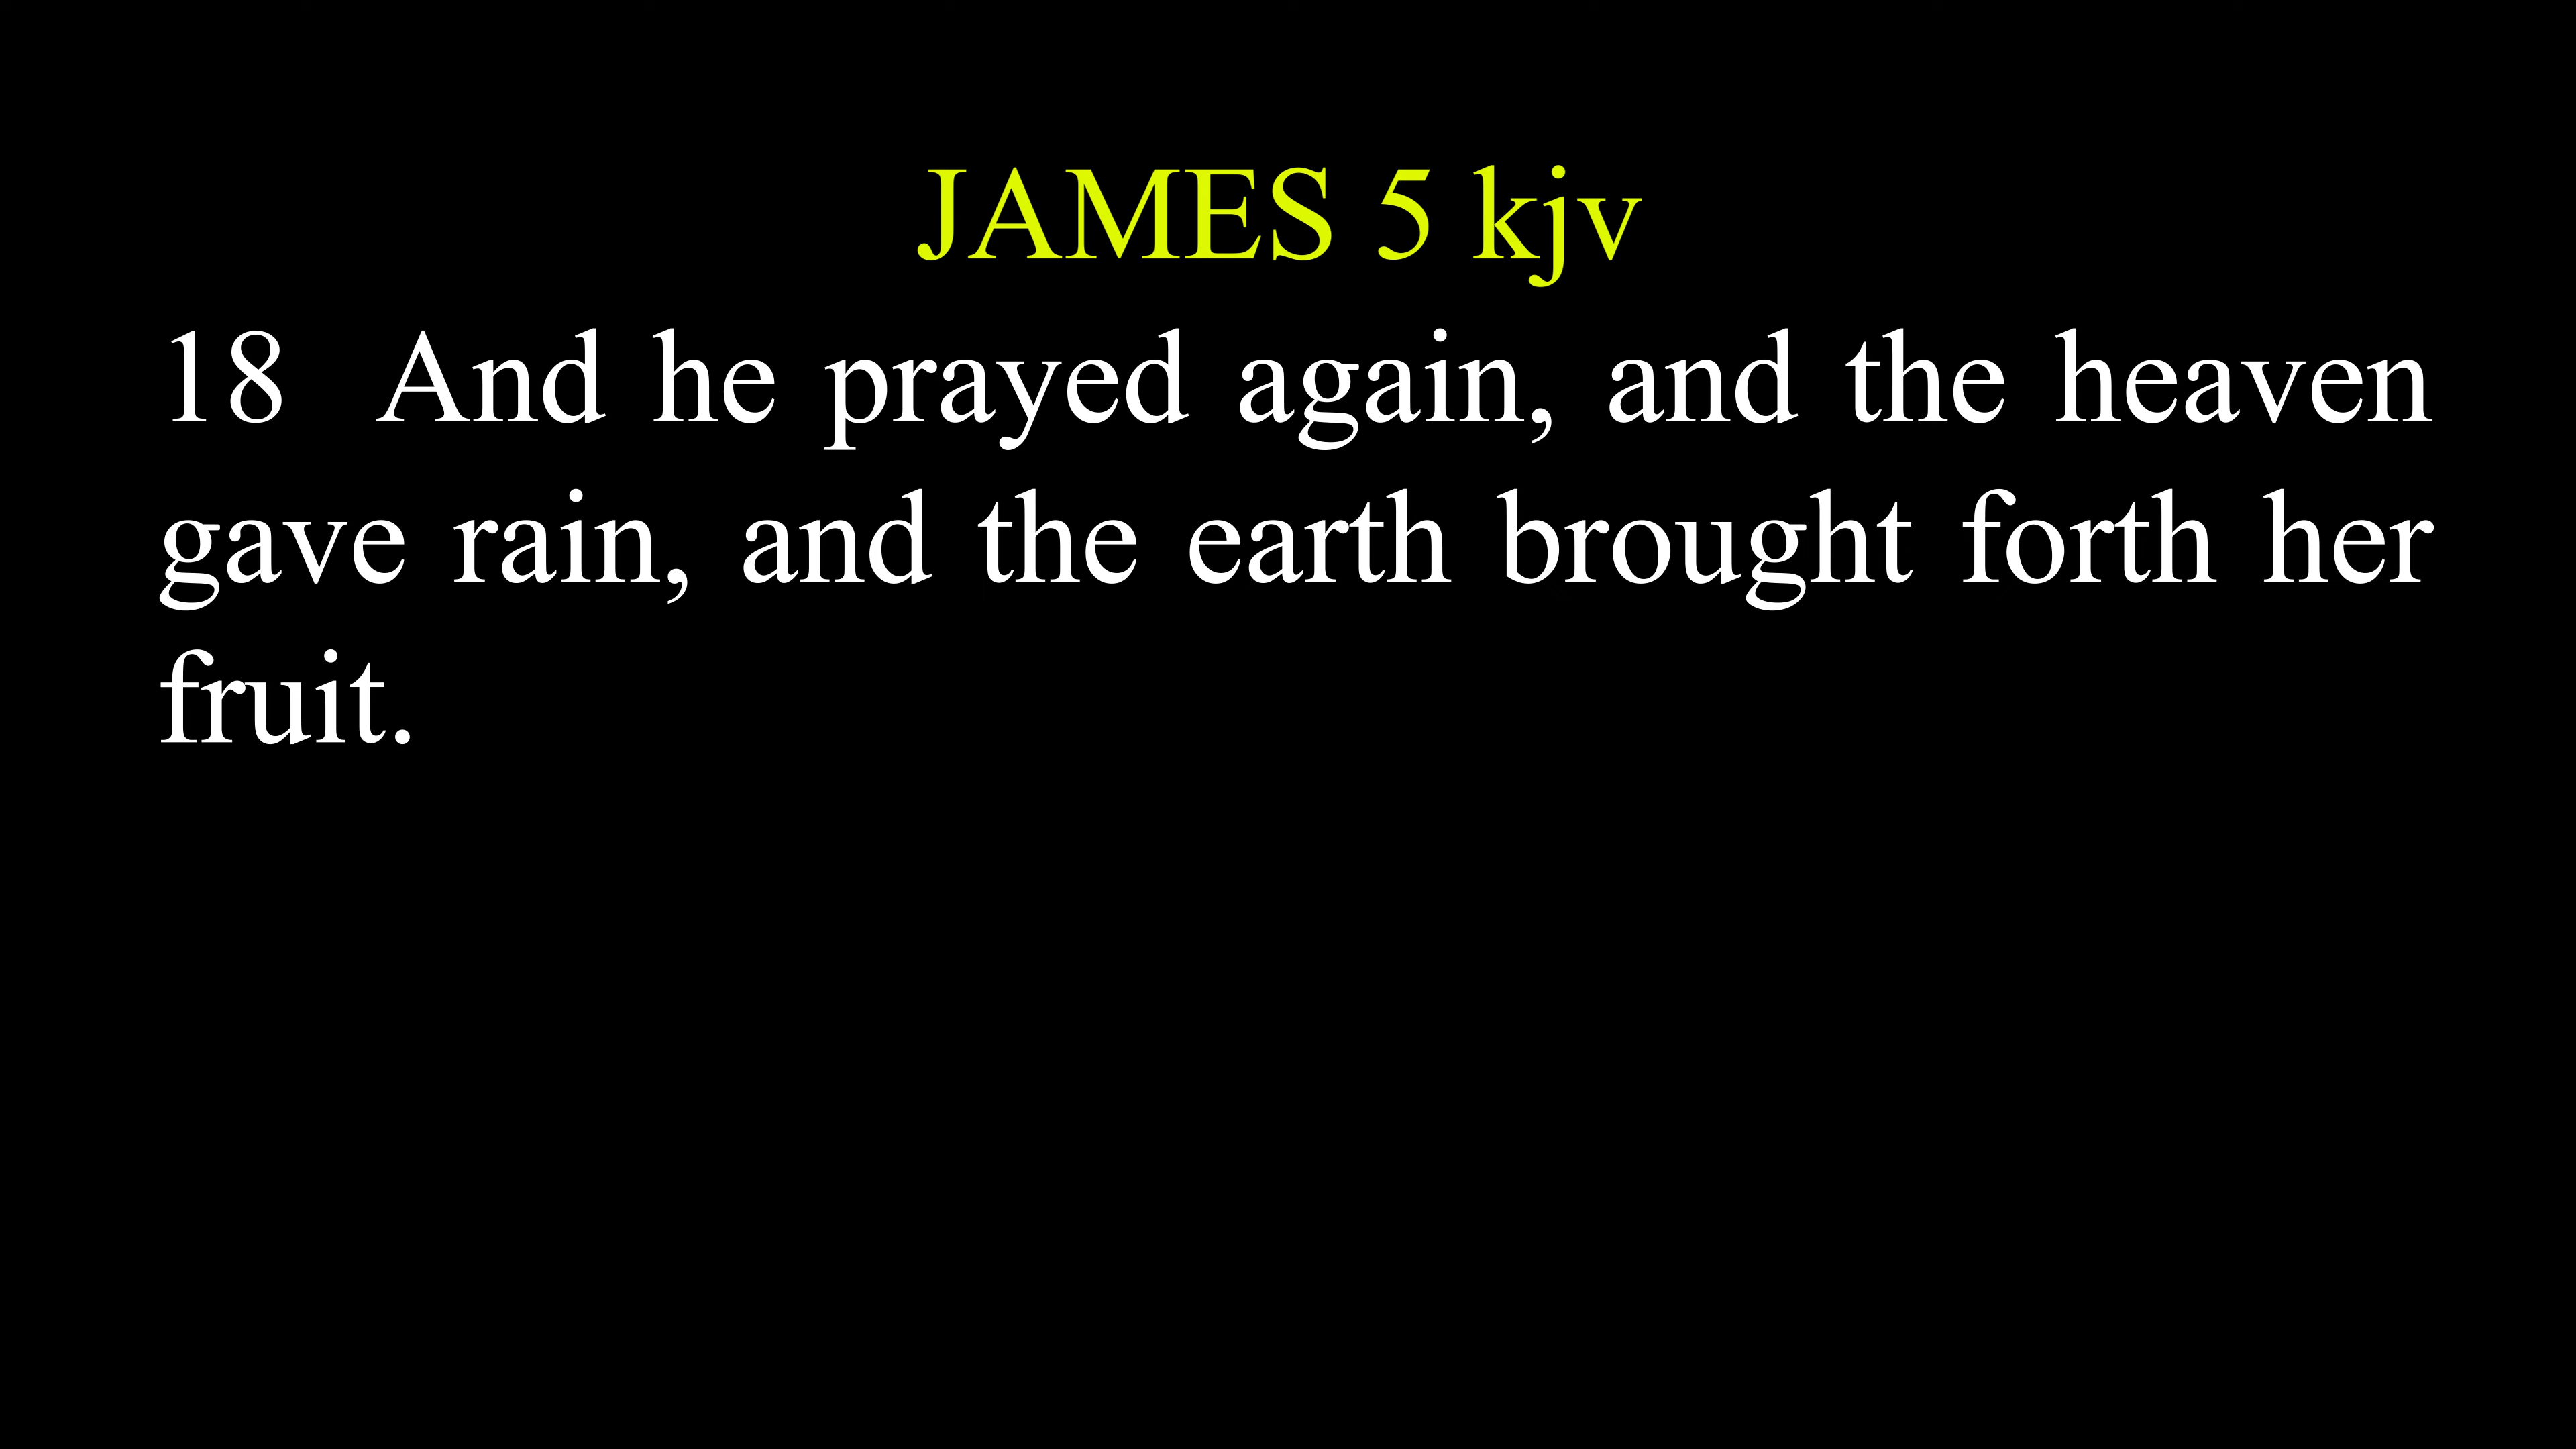 JAMES 5 kjv
18 And he prayed again, and the heaven
gave rain, and the earth brought forth her
fruit.